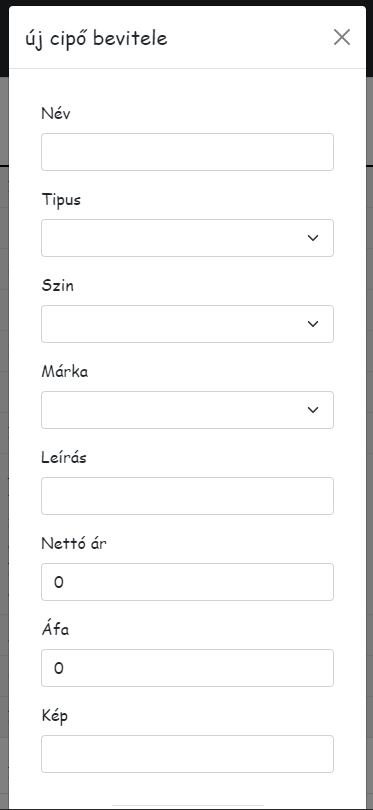 új cipő bevitele
Név
Tipus
Szin
Márka
Leírás
Nettó ár
0
Áfa
0
Kép